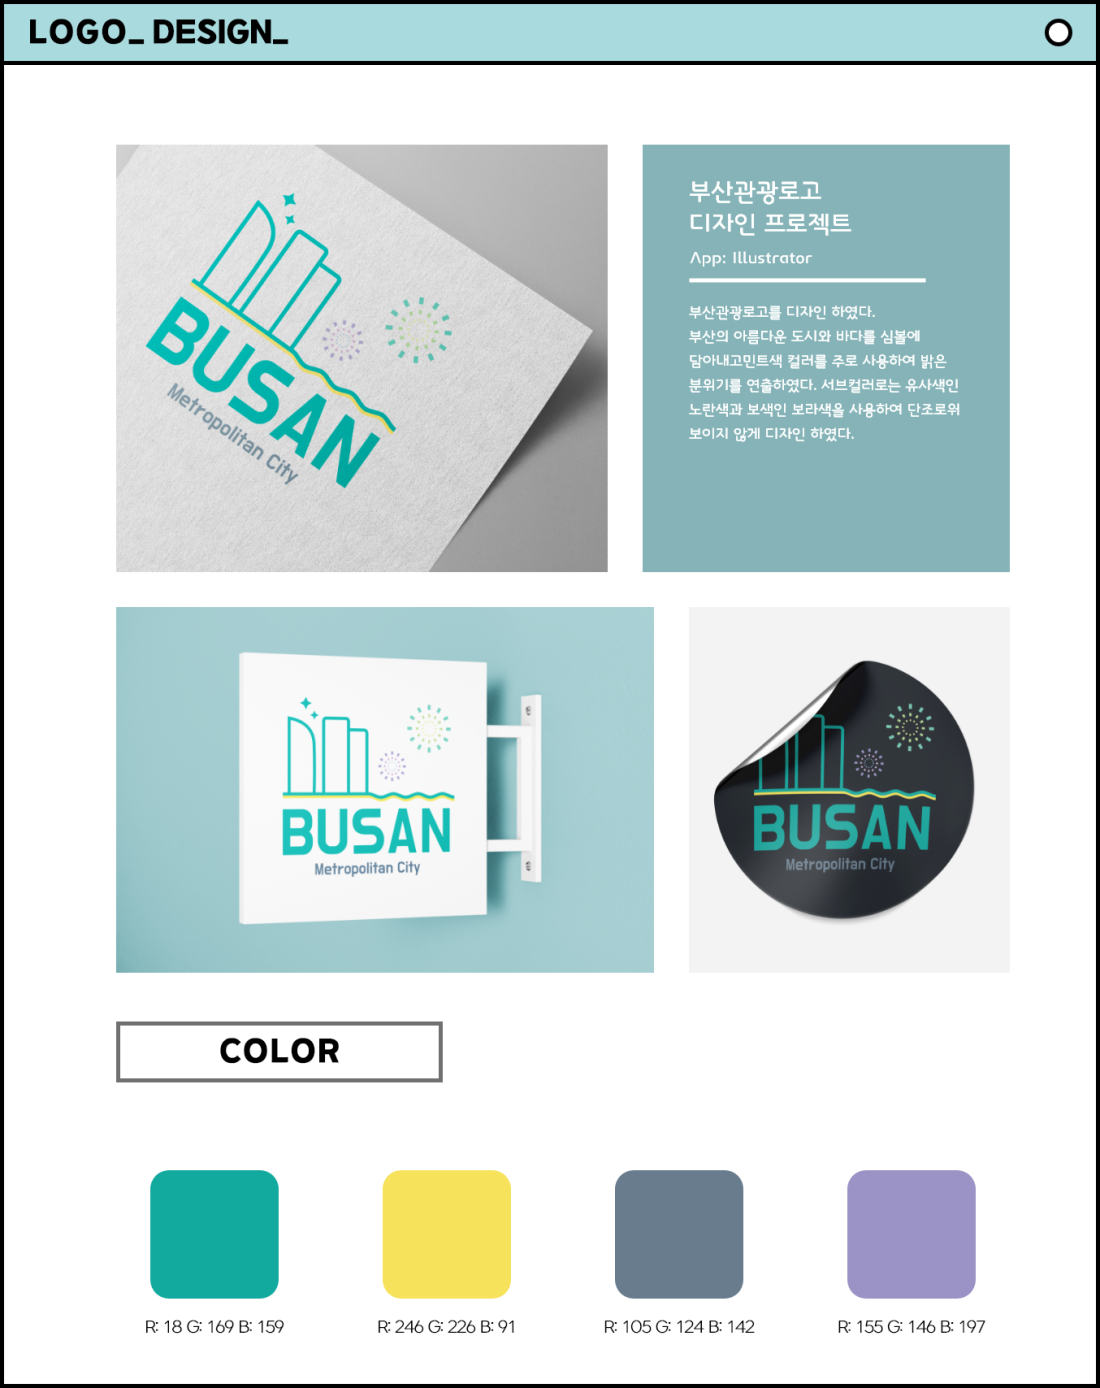 LOGO_ DESIGN_
BUSAN
Metropolitan City
부산관광로고
디자인 프로젝트
App: Illustrator
부산관광로고를 디자인 하였다.
부산의 아름다운 도시와 바다를 심볼에
담아내고민트색 컬러를 주로 사용하여 밝은
분위기를 연출하였다. 서브컬러로는 유사색인
노란색과 보색인 보라색을 사용하여 단조로워
보이지 않게 디자인 하였다.
BUSAN
Metropolitan City
BUSAN
Metropolitan City
COLOR
R: 18 G: 169 B: 159
R: 246 G: 226 B: 91
R: 105 G: 124 B: 142
R: 155 G: 146 B: 197